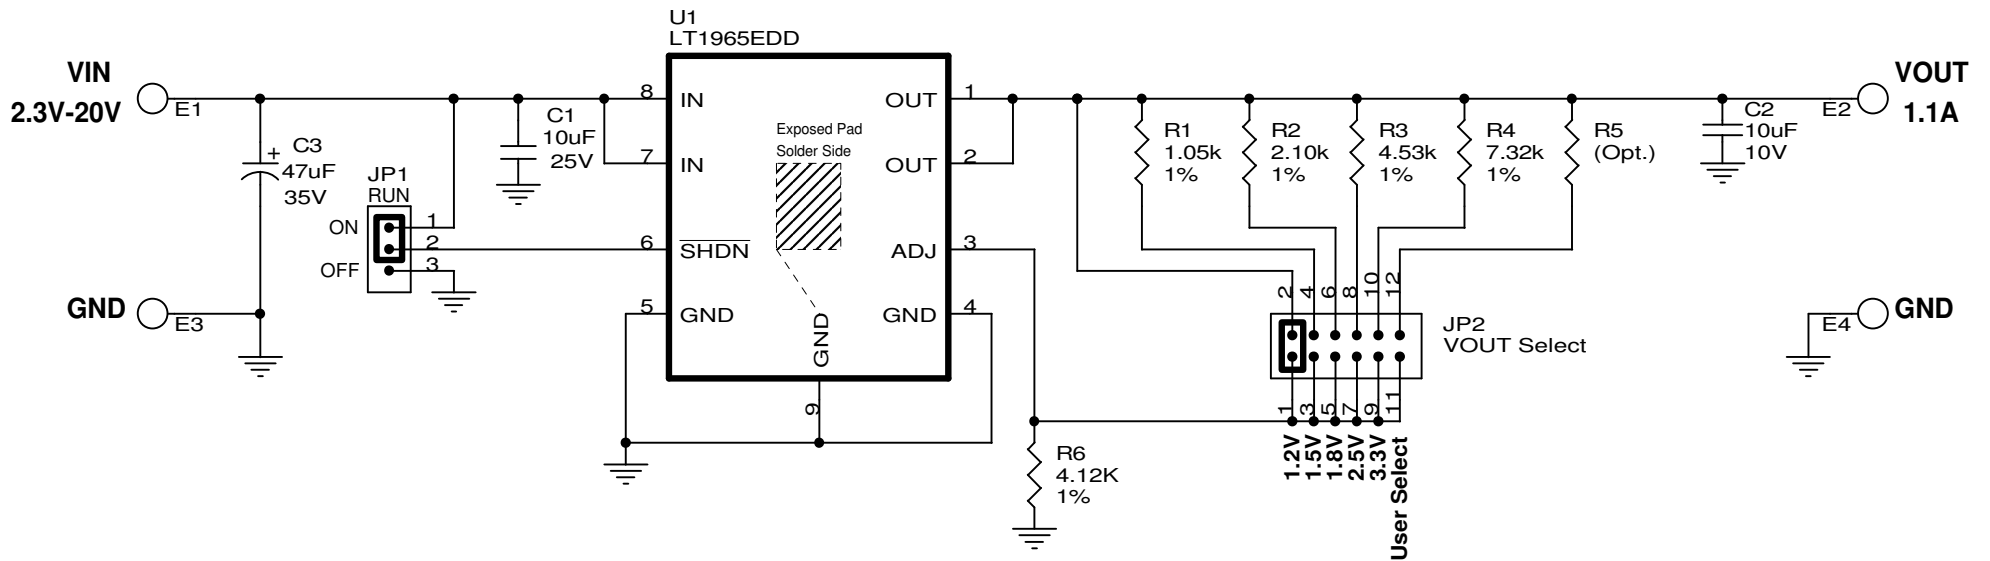 U1
LT1965EDD
VIN
2.3V-20V
E1
C3
+
47uF
35V
JP1
RUN
ON
OFF
1
2
3
C1
10uF
25V
GND
E3
8
IN
7
IN
6
SHDN
5
GND
Exposed Pad
Solder Side
OUT
1
OUT
2
ADJ
3
GND
4
GND
9
R1
1.05k
1%
R2
2.10k
1%
R3
4.53k
1%
R4
7.32k
1%
R5
(Opt.)
C2
10uF
10V
E2
VOUT
1.1A
2
4
6
8
10
12
JP2
VOUT Select
1
3
5
7
9
11
1.2V
1.5V
1.8V
2.5V
3.3V
User Select
R6
4.12K
1%
E4
GND